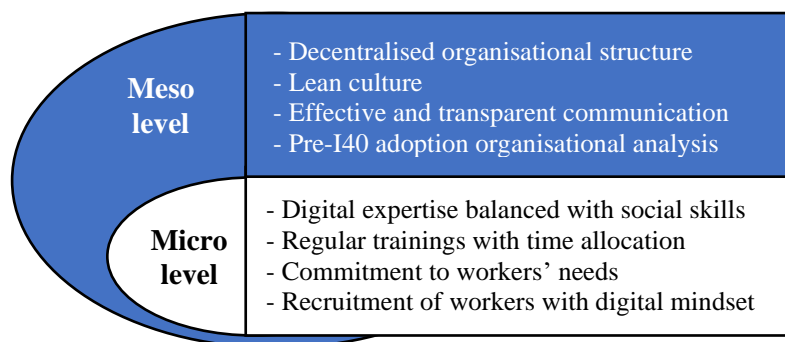 Meso
level
- Decentralised organisational structure
- Lean culture
- Effective and transparent communication
- Pre-I40 adoption organisational analysis
Micro
level
- Digital expertise balanced with social skills
- Regular trainings with time allocation
- Commitment to workers’ needs
- Recruitment of workers with digital mindset